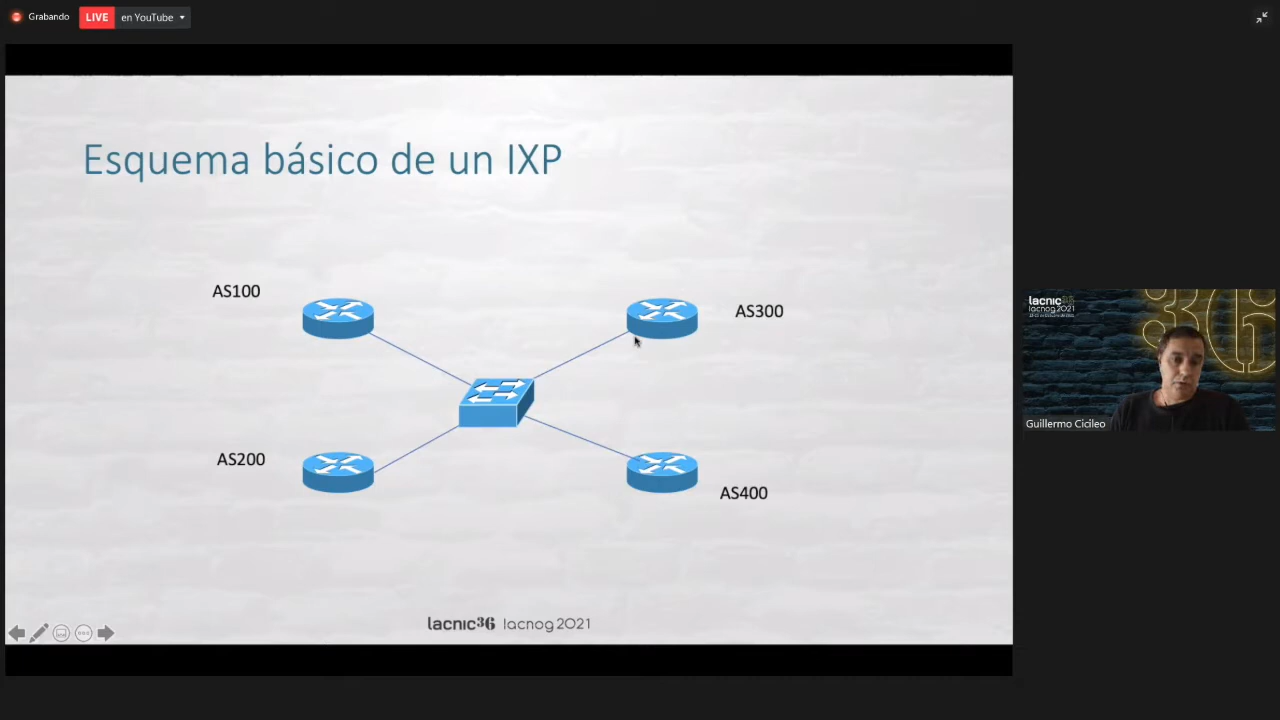 Grabando
LIVE en YouTube
Esquema básico de un IXP
AS100
AS300
AS200
AS400
lacnic36 lacnog 2021
lacnic36
lacnog 2021
Guillermo Cicileo